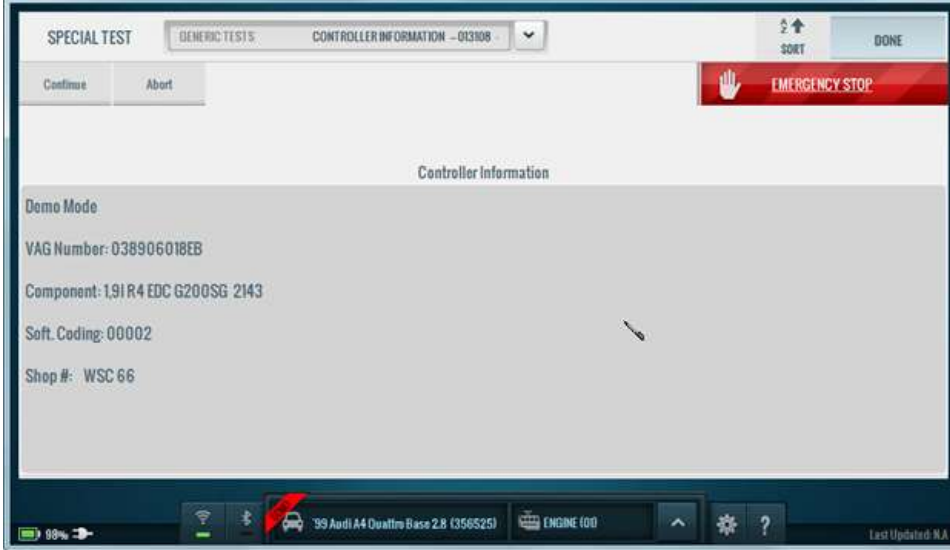 SPECIAL TEST
GENERIC TESTS CONTROLLER INFORMATION - 013108 -
SORT
DONE
Continue Abort
EMERGENCY STOP
Controller Information
Demo Mode
VAG Number: 038906018EB
Component: 1,9l R4 EDC G200SG 2143
Soft. Coding: 00002
Shop #: WSC 66
98%
'99 Audi A4 Quattro Base 2.8 (356525)
ENGINE (01)
?
Last Updated: N.A